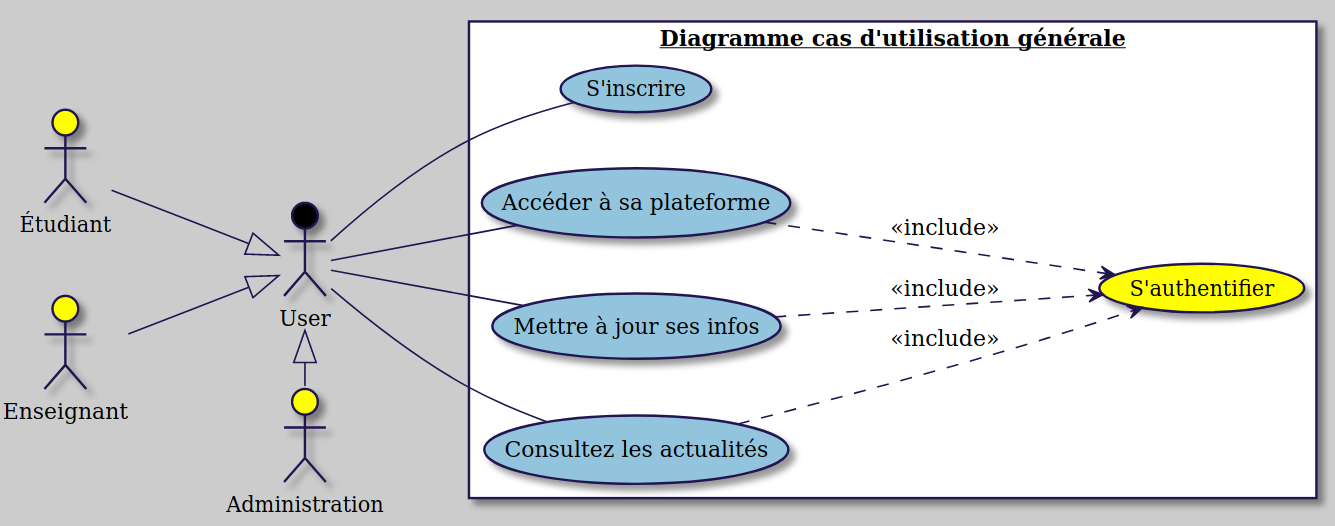 Diagramme cas d'utilisation générale
S'inscrire
Étudiant
Accéder à sa plateforme
«include»
User
S'authentifier
«include»
Mettre à jour ses infos
«include»
Enseignant
Consultez les actualités
Administration